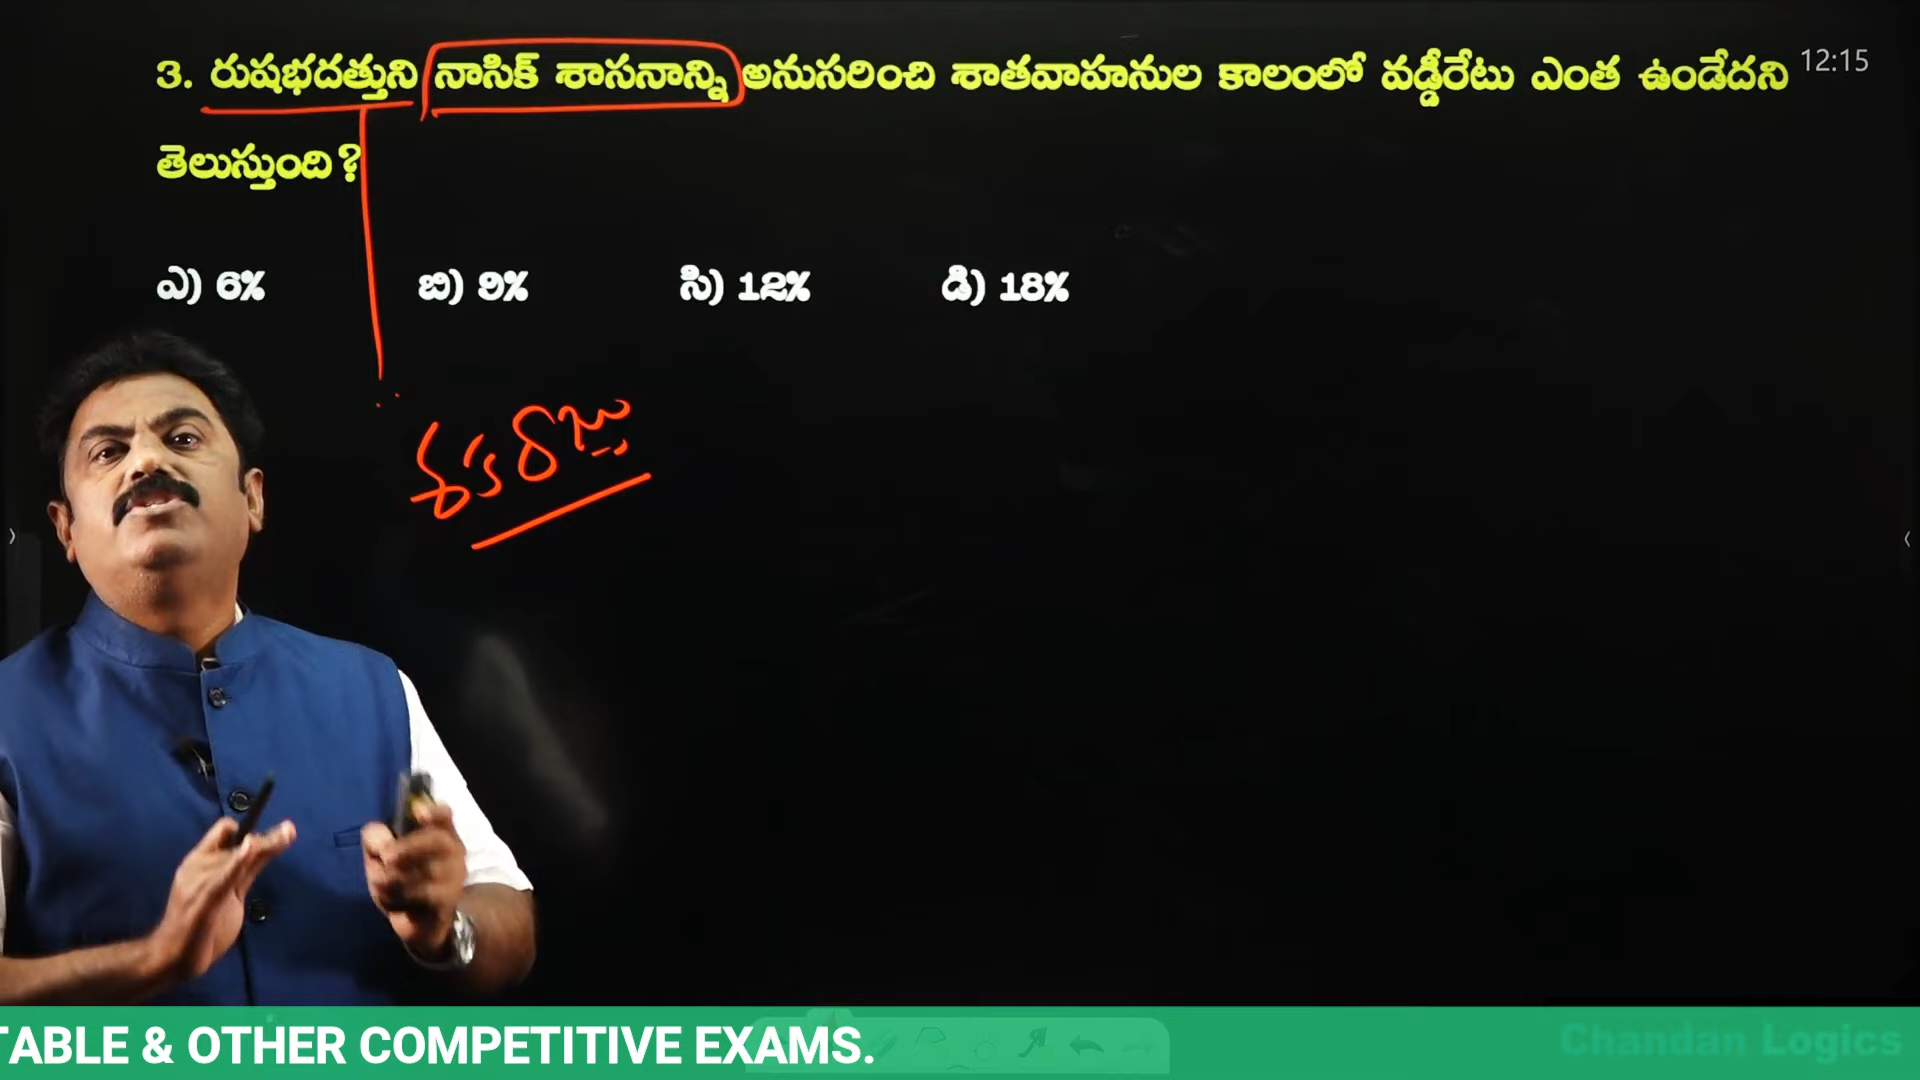 3. రుషభదత్తుని నాసిక్ శాసనాన్ని అనుసరించి శాతవాహనుల కాలంలో వడ్డీరేటు ఎంత ఉండేదని
12:15
తెలుస్తుంది?
ఎ) 6% బి) 9% సి) 12% డి) 18%
TABLE & OTHER COMPETITIVE EXAMS.
Chandan Logics